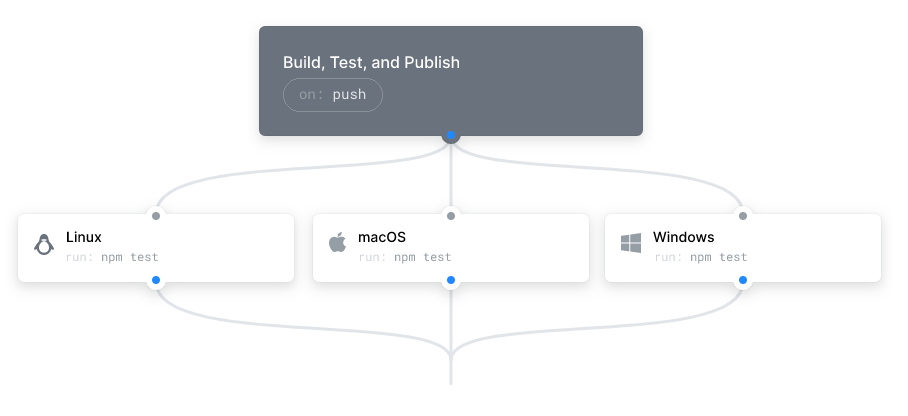 Build, Test, and Publish
on: push
Linux
run: npm test
macOS
run: npm test
Windows
run: npm test